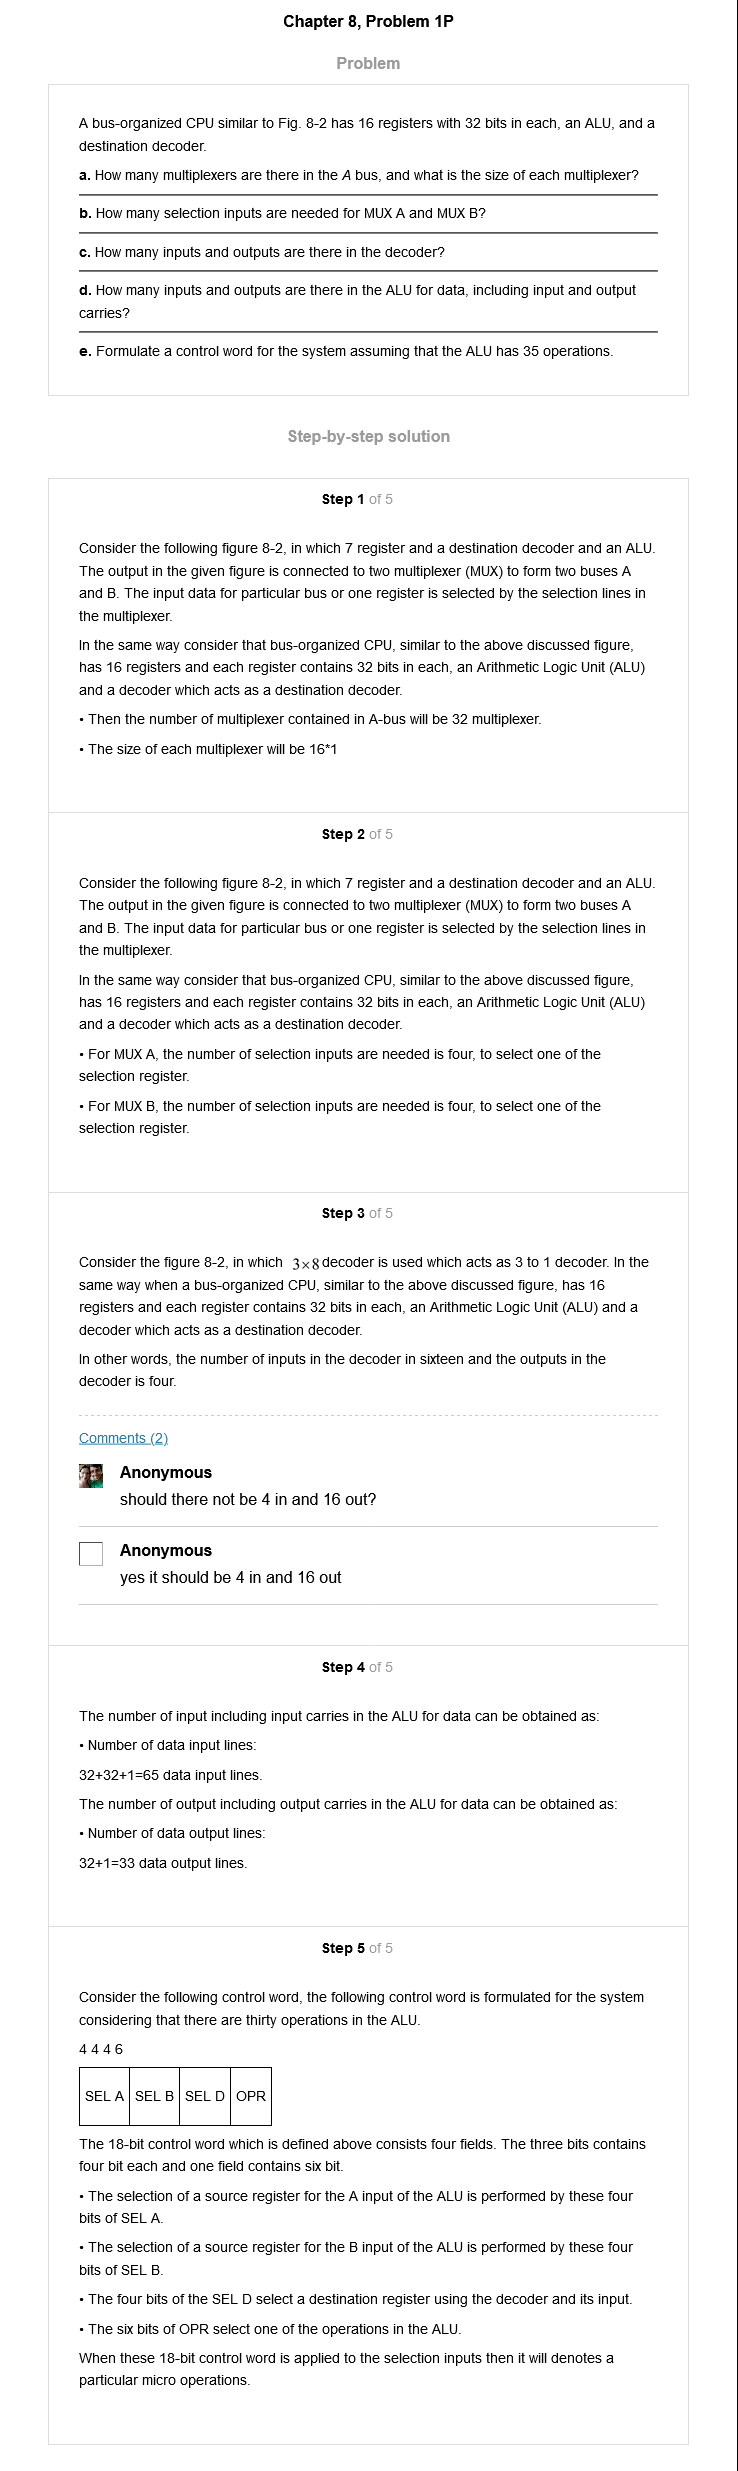 Chapter 8, Problem 1P
Problem
A bus-organized CPU similar to Fig. 8-2 has 16 registers with 32 bits in each, an ALU, and a
destination decoder.
a. How many multiplexers are there in the A bus, and what is the size of each multiplexer?
b. How many selection inputs are needed for MUX A and MUX B?
c. How many inputs and outputs are there in the decoder?
d. How many inputs and outputs are there in the ALU for data, including input and output
carries?
e. Formulate a control word for the system assuming that the ALU has 35 operations.
Step-by-step solution
Step 1 of 5
Consider the following figure 8-2, in which 7 register and a destination decoder and an ALU.
The output in the given figure is connected to two multiplexer (MUX) to form two buses A
and B. The input data for particular bus or one register is selected by the selection lines in
the multiplexer.
In the same way consider that bus-organized CPU, similar to the above discussed figure,
has 16 registers and each register contains 32 bits in each, an Arithmetic Logic Unit (ALU)
and a decoder which acts as a destination decoder.
• Then the number of multiplexer contained in A-bus will be 32 multiplexer.
• The size of each multiplexer will be 16*1
Step 2 of 5
Consider the following figure 8-2, in which 7 register and a destination decoder and an ALU.
The output in the given figure is connected to two multiplexer (MUX) to form two buses A
and B. The input data for particular bus or one register is selected by the selection lines in
the multiplexer.
In the same way consider that bus-organized CPU, similar to the above discussed figure,
has 16 registers and each register contains 32 bits in each, an Arithmetic Logic Unit (ALU)
and a decoder which acts as a destination decoder.
• For MUX A, the number of selection inputs are needed is four, to select one of the
selection register.
• For MUX B, the number of selection inputs are needed is four, to select one of the
selection register.
Step 3 of 5
Consider the figure 8-2, in which 3×8 decoder is used which acts as 3 to 1 decoder. In the
same way when a bus-organized CPU, similar to the above discussed figure, has 16
registers and each register contains 32 bits in each, an Arithmetic Logic Unit (ALU) and a
decoder which acts as a destination decoder.
In other words, the number of inputs in the decoder in sixteen and the outputs in the
decoder is four.
Comments (2)
Anonymous
should there not be 4 in and 16 out?
Anonymous
yes it should be 4 in and 16 out
Step 4 of 5
The number of input including input carries in the ALU for data can be obtained as:
• Number of data input lines:
32+32+1=65 data input lines.
The number of output including output carries in the ALU for data can be obtained as:
• Number of data output lines:
32+1=33 data output lines.
Step 5 of 5
Consider the following control word, the following control word is formulated for the system
considering that there are thirty operations in the ALU.
4 4 4 6
SEL A SEL B SEL D OPR
The 18-bit control word which is defined above consists four fields. The three bits contains
four bit each and one field contains six bit.
• The selection of a source register for the A input of the ALU is performed by these four
bits of SEL A.
• The selection of a source register for the B input of the ALU is performed by these four
bits of SEL B.
• The four bits of the SEL D select a destination register using the decoder and its input.
• The six bits of OPR select one of the operations in the ALU.
When these 18-bit control word is applied to the selection inputs then it will denotes a
particular micro operations.